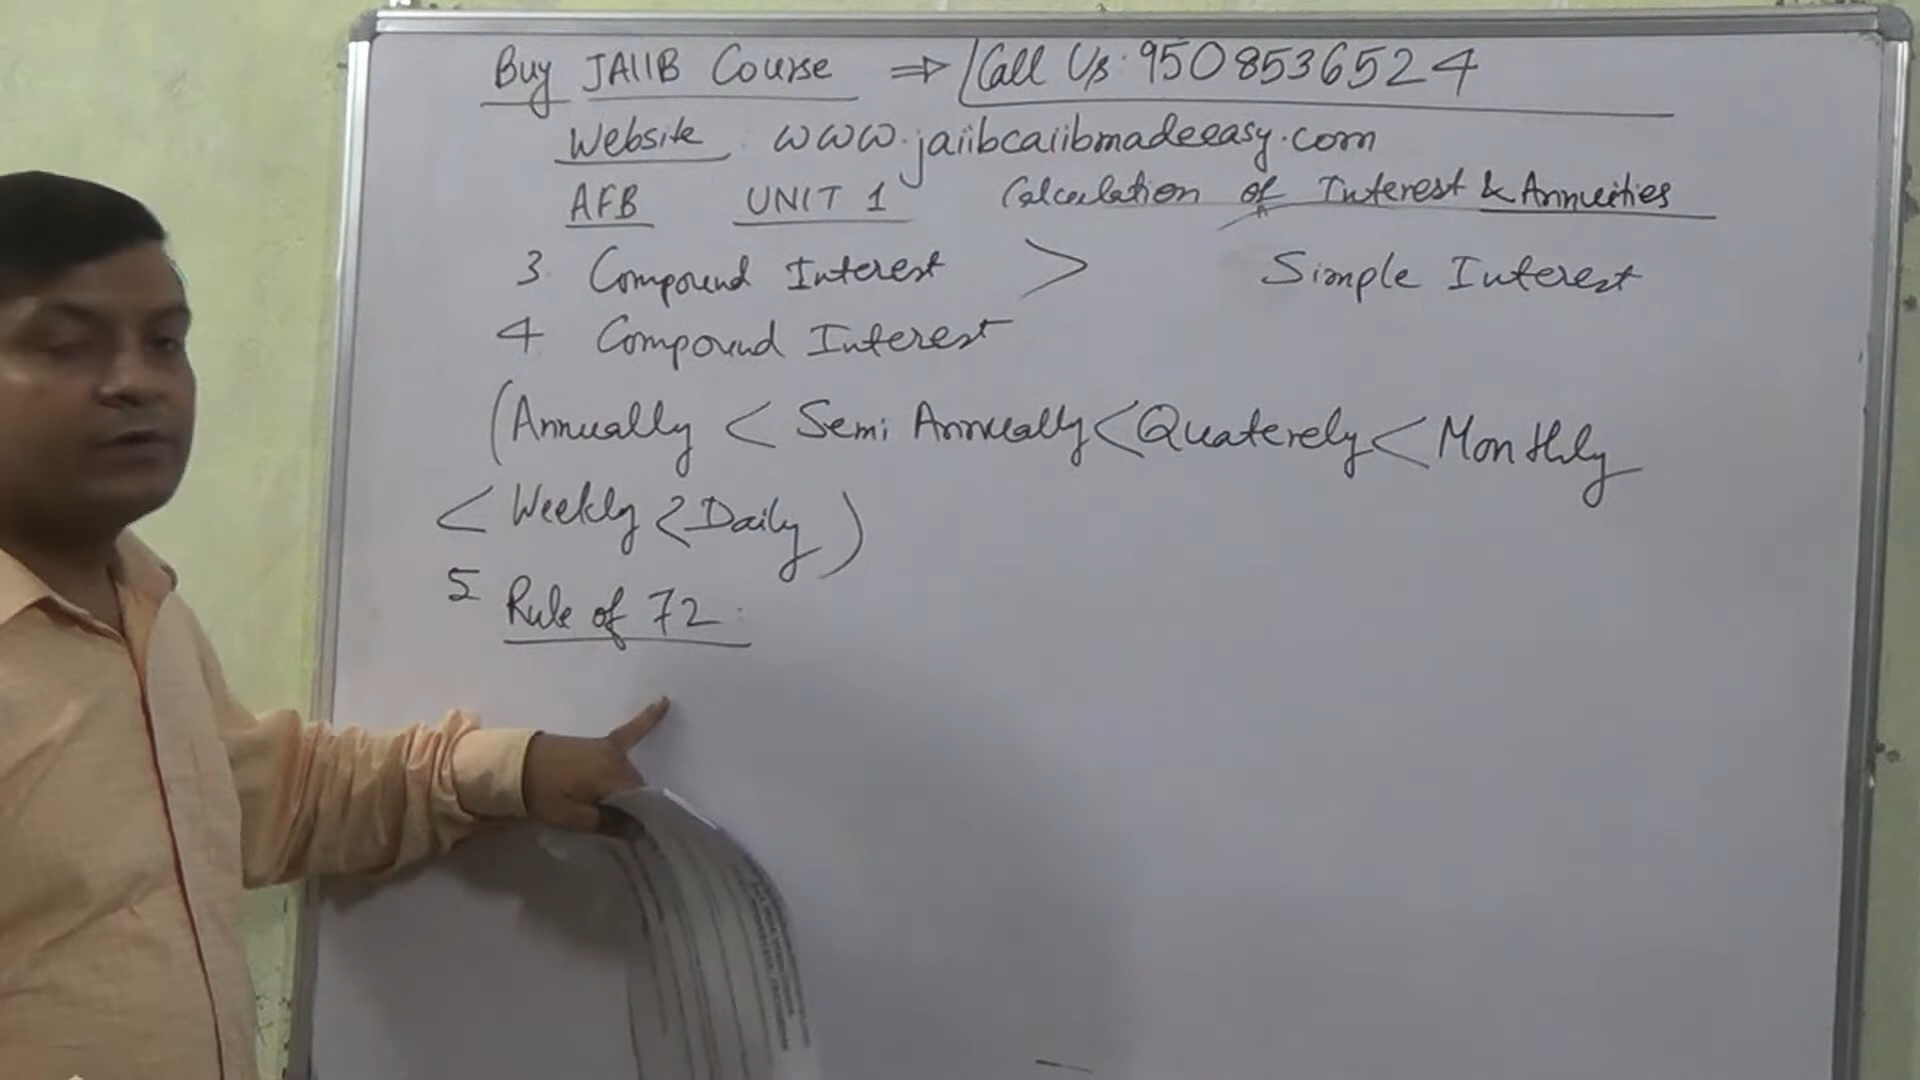 Buy JAIIB Course ⇒ Call Us: 9508536524
Website: www.jaiibcaiibmadeeasy.com
AFB UNIT 1 Calculation of Interest & Annuities
3. Compound Interest > Simple Interest
4 Compound Interest
(Annually < Semi Annually < Quaterely < Monthly
< Weekly < Daily)
5 Rule of 72: